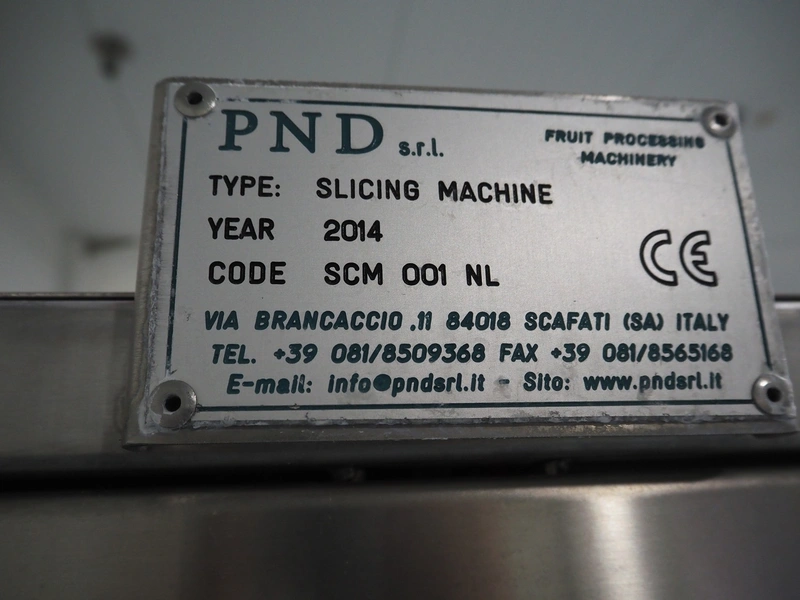 PND s.r.l.
FRUIT PROCESSING
MACHINERY
TYPE: SLICING MACHINE
YEAR 2014
CODE SCM 001 NL
CE
VIA BRANCACCIO .11 84018 SCAFATI (SA) ITALY
TEL. +39 081/8509368 FAX +39 081/8565168
E-mail: info@pndsrl.it - Sito: www.pndsrl.it